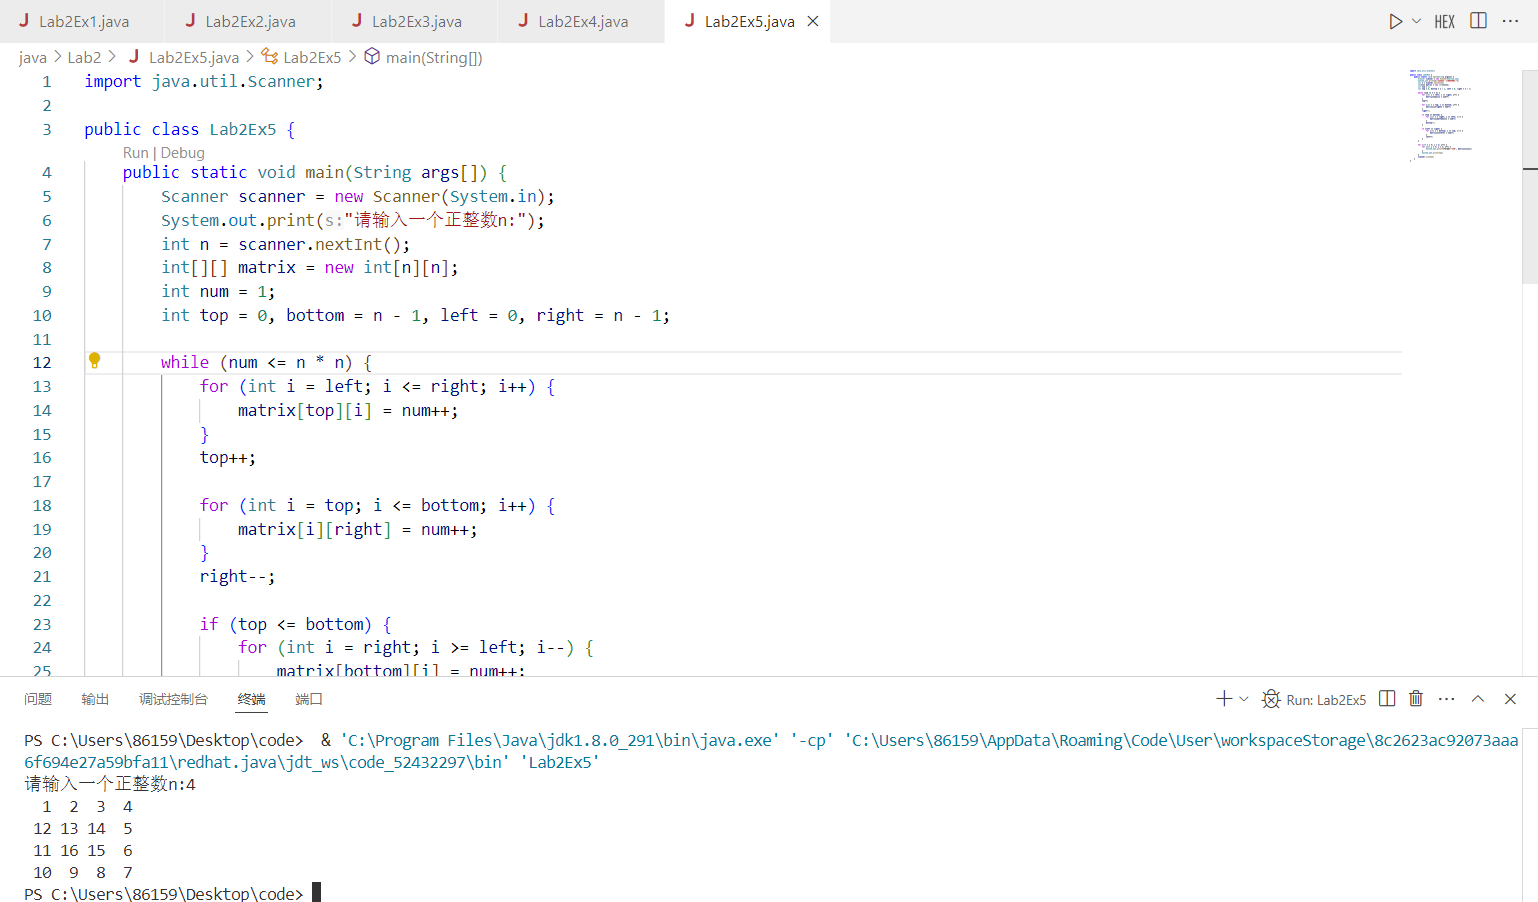 Lab2Ex1.java Lab2Ex2.java Lab2Ex3.java Lab2Ex4.java Lab2Ex5.java HEX
java > Lab2 > Lab2Ex5.java > Lab2Ex5 > main(String[])
1 import java.util.Scanner;
2
3 public class Lab2Ex5 {
Run | Debug
4 public static void main(String args[]) {
5 Scanner scanner = new Scanner(System.in);
6 System.out.print(s:"请输入一个正整数n:");
7 int n = scanner.nextInt();
8 int[][] matrix = new int[n][n];
9 int num = 1;
10 int top = 0, bottom = n - 1, left = 0, right = n - 1;
11
12 while (num <= n * n) {
13 for (int i = left; i <= right; i++) {
14 matrix[top][i] = num++;
15 }
16 top++;
17
18 for (int i = top; i <= bottom; i++) {
19 matrix[i][right] = num++;
20 }
21 right--;
22
23 if (top <= bottom) {
24 for (int i = right; i >= left; i--) {
25 matrix[bottom][i] = num++;
问题 输出 调试控制台 终端 端口 Run: Lab2Ex5
PS C:\Users\86159\Desktop\code> & 'C:\Program Files\Java\jdk1.8.0_291\bin\java.exe' '-cp' 'C:\Users\86159\AppData\Roaming\Code\User\workspaceStorage\8c2623ac92073aaa
6f694e27a59bfa11\redhat.java\jdt_ws\code_52432297\bin' 'Lab2Ex5'
请输入一个正整数n:4
1 2 3 4
12 13 14 5
11 16 15 6
10 9 8 7
PS C:\Users\86159\Desktop\code>